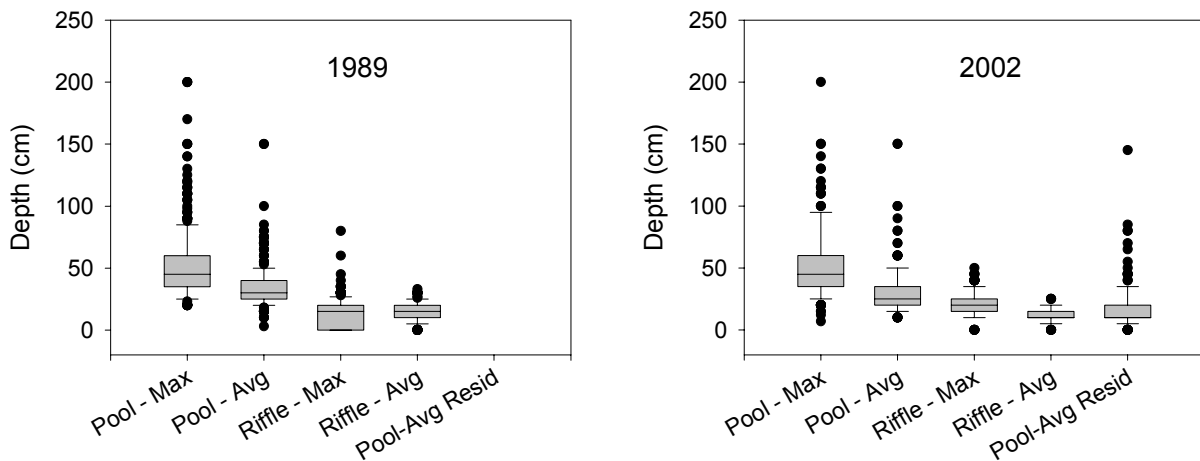 1989
Depth (cm)
250
200
150
100
50
0
Pool - Max
Pool - Avg
Riffle - Max
Riffle - Avg
Pool-Avg Resid
2002
Depth (cm)
250
200
150
100
50
0
Pool - Max
Pool - Avg
Riffle - Max
Riffle - Avg
Pool-Avg Resid